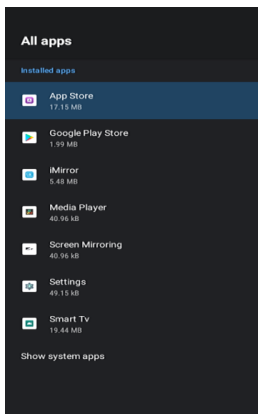 All apps
Installed apps
App Store
17.15 MB
Google Play Store
1.99 MB
iMirror
5.48 MB
Media Player
40.96 kB
Screen Mirroring
40.96 kB
Settings
49.15 kB
Smart Tv
19.44 MB
Show system apps